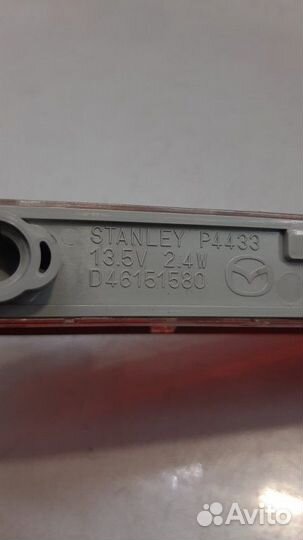 STANLEY P4433
13.5V 2.4W
D46151580
Avito